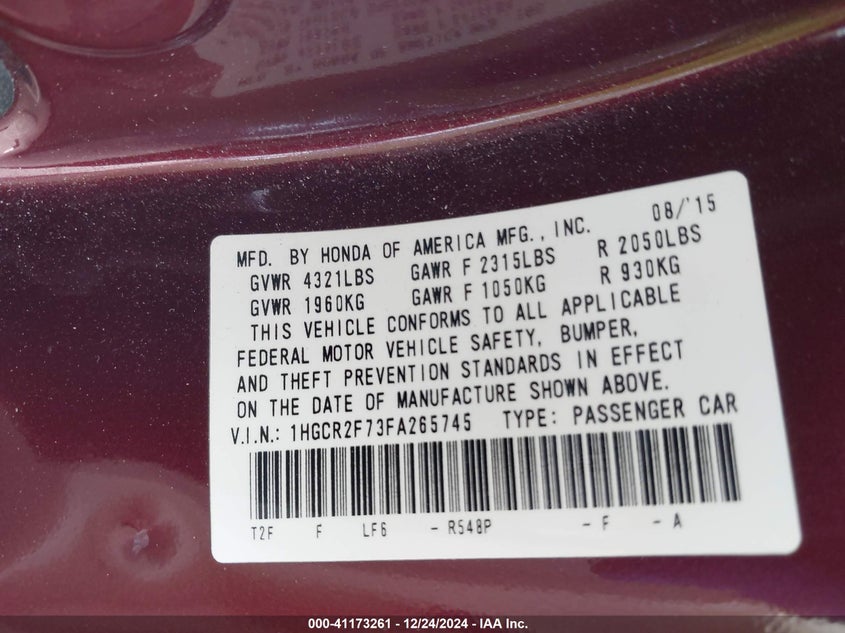 MFD. BY HONDA OF AMERICA MFG., INC. 08/'15
GVWR 4321LBS GAWR F 2315LBS R 2050LBS
GVWR 1960KG GAWR F 1050KG R 930KG
THIS VEHICLE CONFORMS TO ALL APPLICABLE
FEDERAL MOTOR VEHICLE SAFETY, BUMPER,
AND THEFT PREVENTION STANDARDS IN EFFECT
ON THE DATE OF MANUFACTURE SHOWN ABOVE.
V.I.N.: 1HGCR2F73FA265745 TYPE: PASSENGER CAR
T2F F LF6 - R548P - F - A
000-41173261 - 12/24/2024 - IAA Inc.